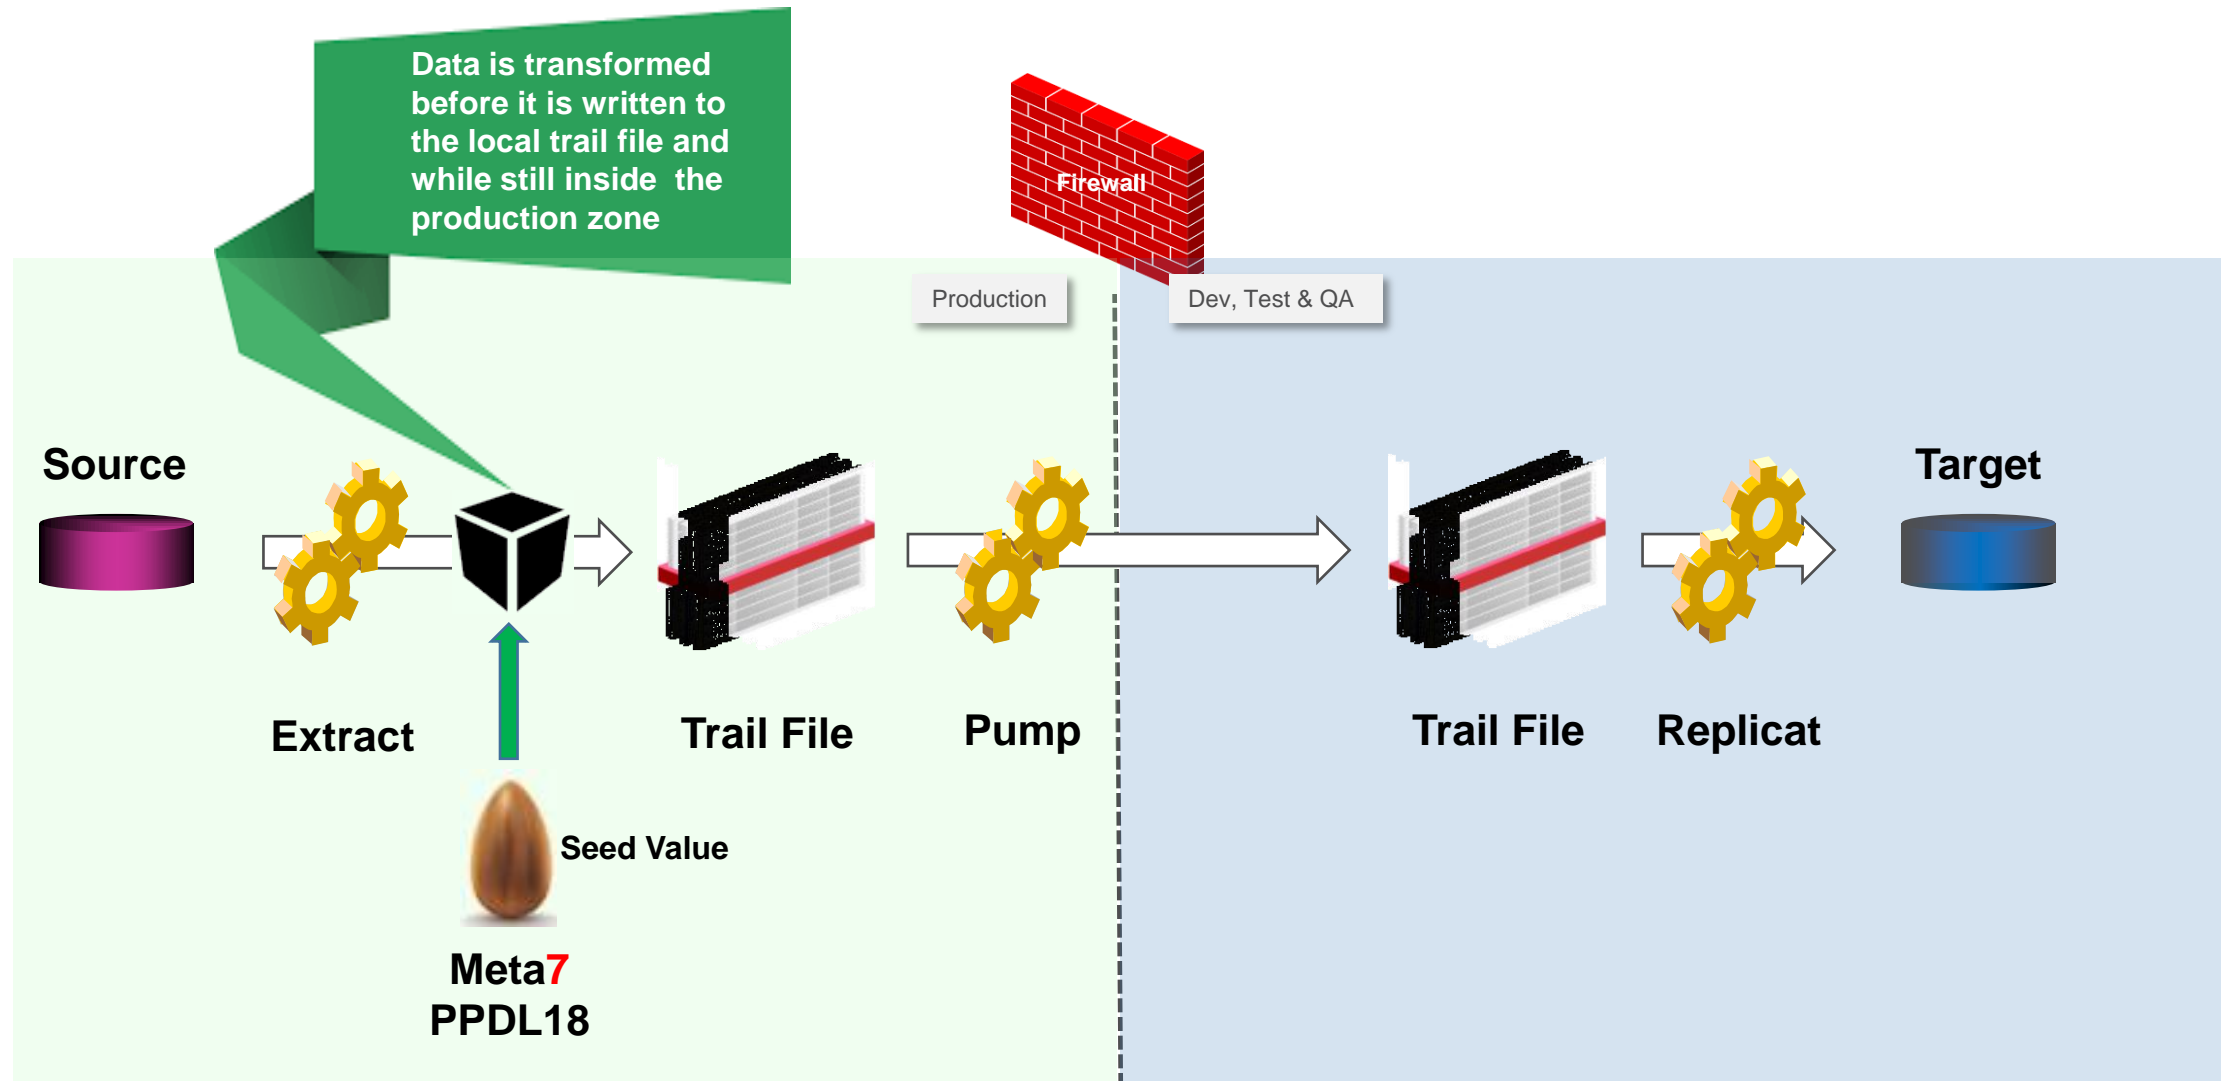 Data is transformed
before it is written to
the local trail file and
while still inside the
production zone
Firewall
Production
Dev, Test & QA
Source
Target
Extract
Trail File
Pump
Trail File
Replicat
Seed Value
Meta7
PPDL18